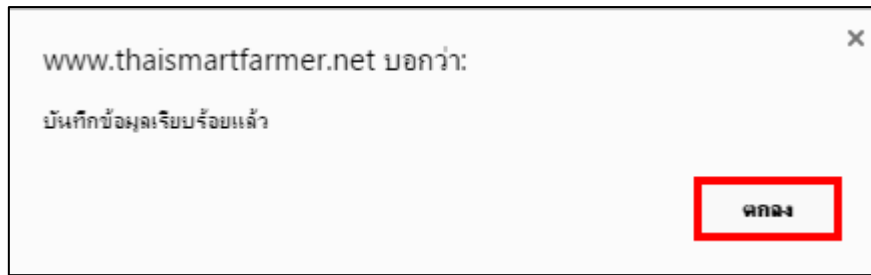 www.thaismartfarmer.net บอกว่า:
บันทึกข้อมูลเรียบร้อยแล้ว
ตกลง